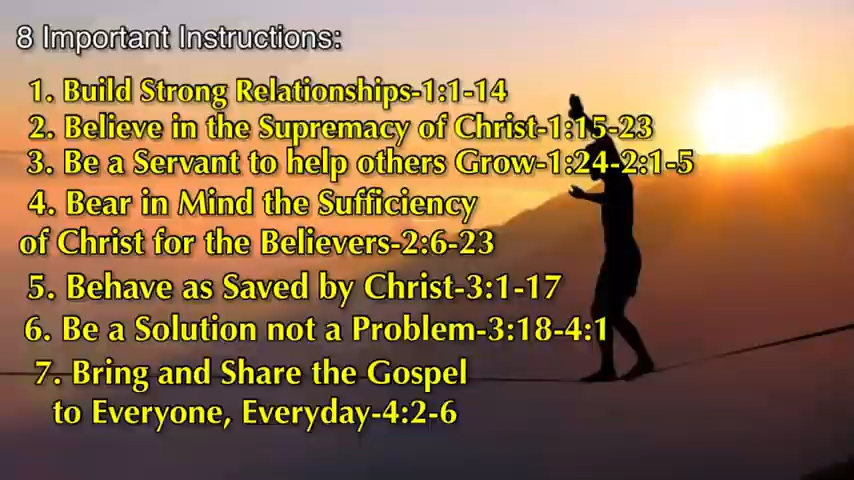 8 Important Instructions:
1. Build Strong Relationships-1:1-14
2. Believe in the Supremacy of Christ-1:15-23
3. Be a Servant to help others Grow-1:24-2:1-5
4. Bear in Mind the Sufficiency
of Christ for the Believers-2:6-23
5. Behave as Saved by Christ-3:1-17
6. Be a Solution not a Problem-3:18-4:1
7. Bring and Share the Gospel
to Everyone, Everyday-4:2-6